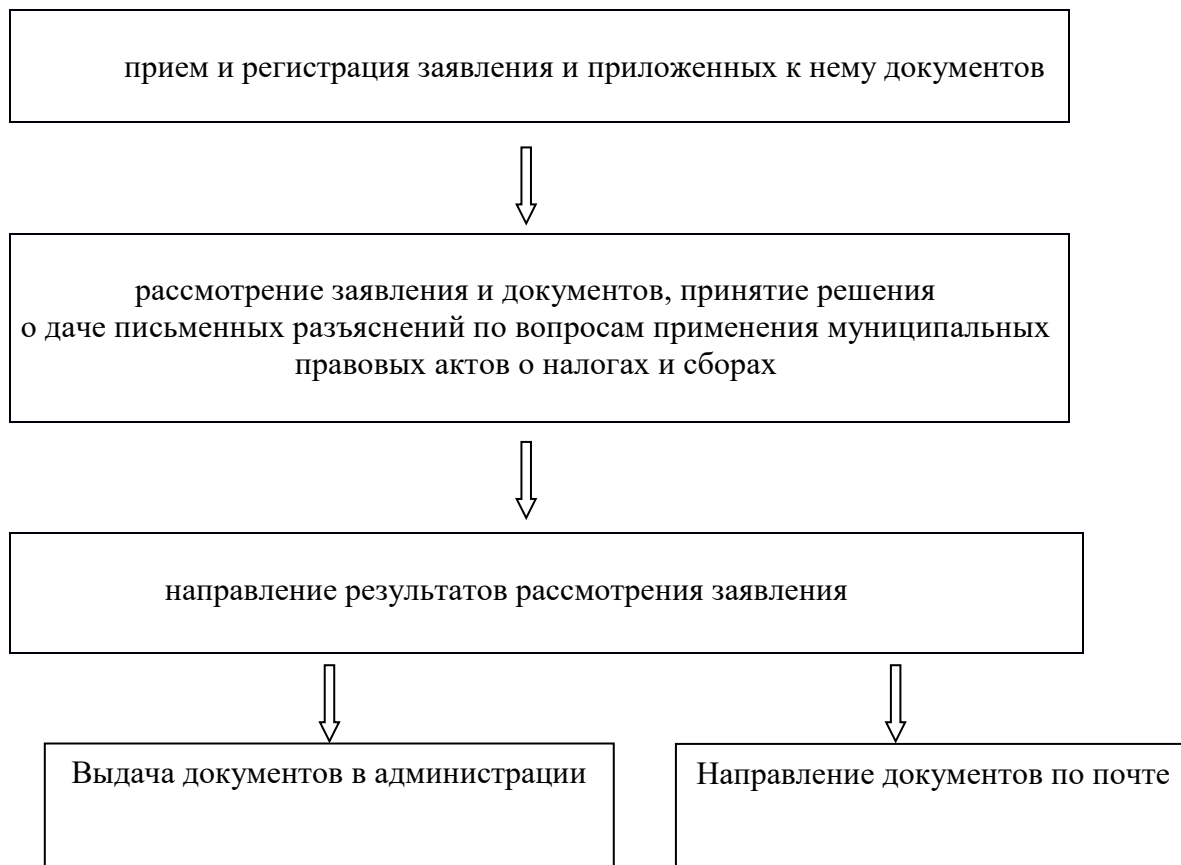 прием и регистрация заявления и приложенных к нему документов
рассмотрение заявления и документов, принятие решения
о даче письменных разъяснений по вопросам применения муниципальных
правовых актов о налогах и сборах
направление результатов рассмотрения заявления
Выдача документов в администрации
Направление документов по почте